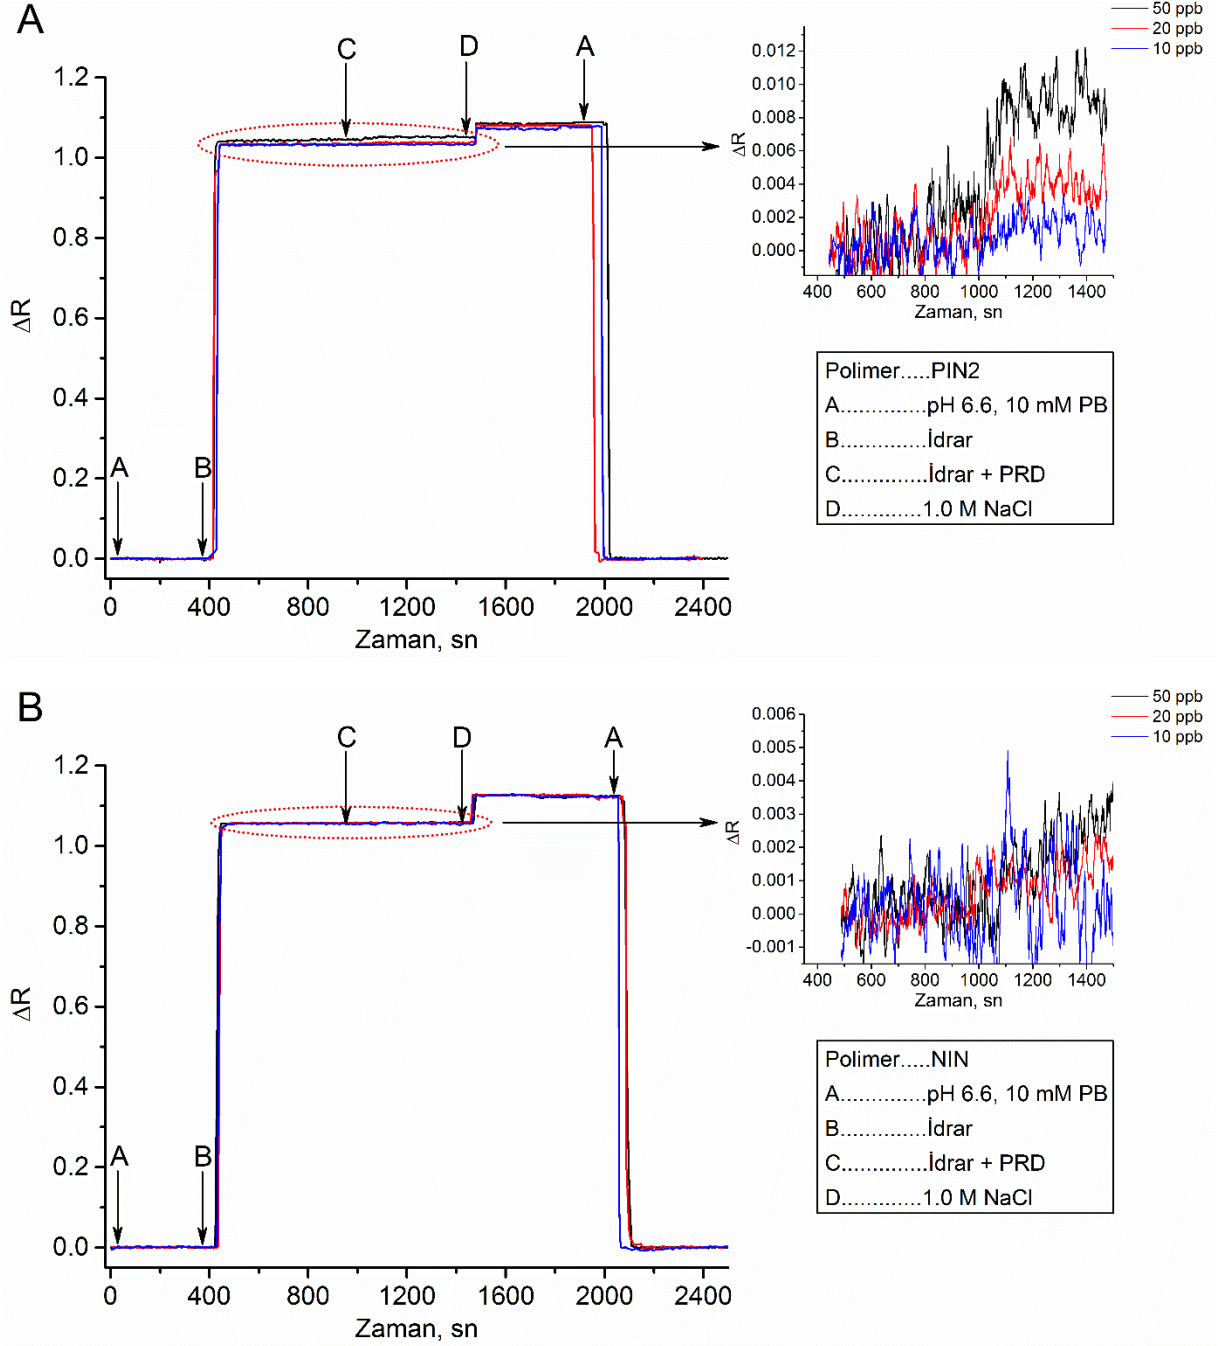 A
C
D
A
1.2
1.0
0.8
0.6
0.4
0.2
0.0
ΔR
A
B
0
400
800
1200
1600
2000
2400
Zaman, sn
50 ppb
20 ppb
10 ppb
0.012
0.010
0.008
0.006
0.004
0.002
0.000
ΔR
400
600
800
1000
1200
1400
Zaman, sn
Polimer.....PIN2
A..............pH 6.6, 10 mM PB
B..............İdrar
C..............İdrar + PRD
D.............1.0 M NaCl
B
C
D
A
1.2
1.0
0.8
0.6
0.4
0.2
0.0
ΔR
A
B
0
400
800
1200
1600
2000
2400
Zaman, sn
50 ppb
20 ppb
10 ppb
0.006
0.005
0.004
0.003
0.002
0.001
0.000
-0.001
ΔR
400
600
800
1000
1200
1400
Zaman, sn
Polimer.....NIN
A..............pH 6.6, 10 mM PB
B..............İdrar
C..............İdrar + PRD
D.............1.0 M NaCl